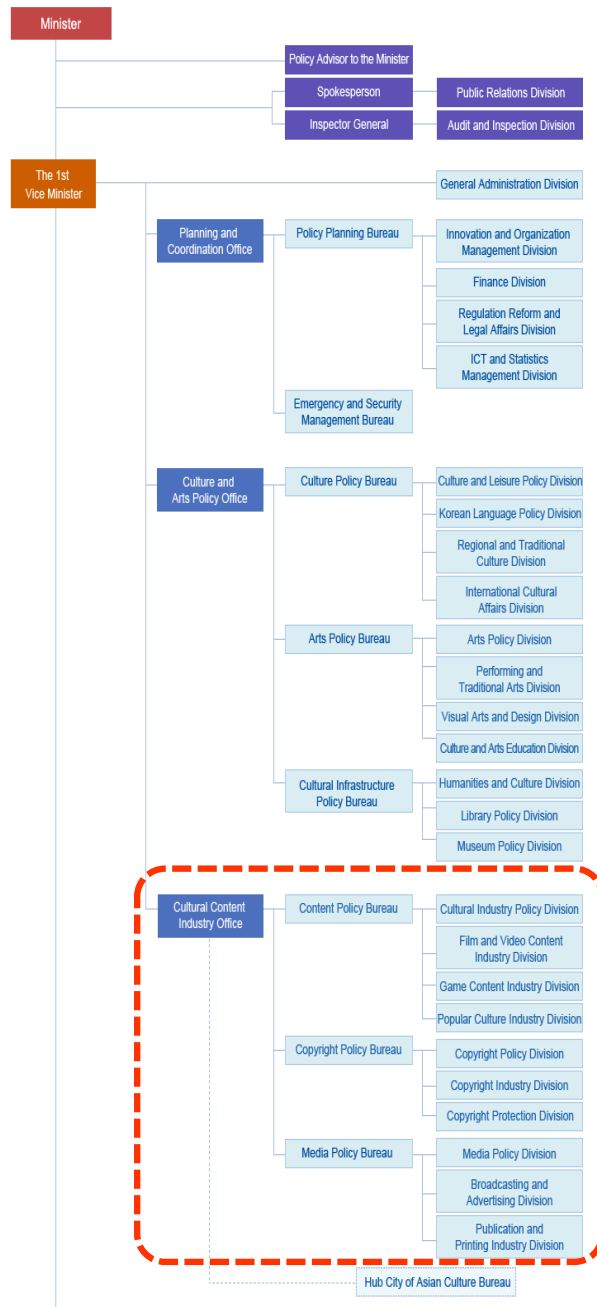 Minister
Policy Advisor to the Minister
Spokesperson
Public Relations Division
Inspector General
Audit and Inspection Division
The 1st
Vice Minister
General Administration Division
Planning and
Coordination Office
Policy Planning Bureau
Innovation and Organization
Management Division
Finance Division
Regulation Reform and
Legal Affairs Division
ICT and Statistics
Management Division
Emergency and Security
Management Bureau
Culture and
Arts Policy Office
Culture Policy Bureau
Culture and Leisure Policy Division
Korean Language Policy Division
Regional and Traditional
Culture Division
International Cultural
Affairs Division
Arts Policy Bureau
Arts Policy Division
Performing and
Traditional Arts Division
Visual Arts and Design Division
Culture and Arts Education Division
Cultural Infrastructure
Policy Bureau
Humanities and Culture Division
Library Policy Division
Museum Policy Division
Cultural Content
Industry Office
Content Policy Bureau
Cultural Industry Policy Division
Film and Video Content
Industry Division
Game Content Industry Division
Popular Culture Industry Division
Copyright Policy Bureau
Copyright Policy Division
Copyright Industry Division
Copyright Protection Division
Media Policy Bureau
Media Policy Division
Broadcasting and
Advertising Division
Publication and
Printing Industry Division
Hub City of Asian Culture Bureau